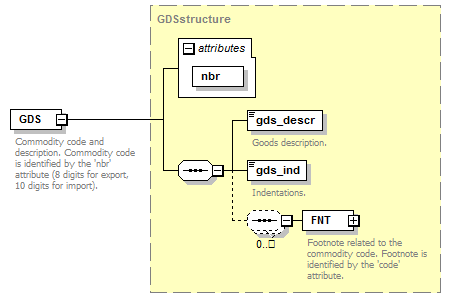 GDSstructure
attributes
nbr
GDS
Commodity code and
description. Commodity code
is identified by the 'nbr'
attribute (8 digits for export,
10 digits for import).
gds_descr
Goods description.
gds_ind
Indentations.
FNT
0..
Footnote related to the
commodity code. Footnote is
identified by the 'code'
attribute.